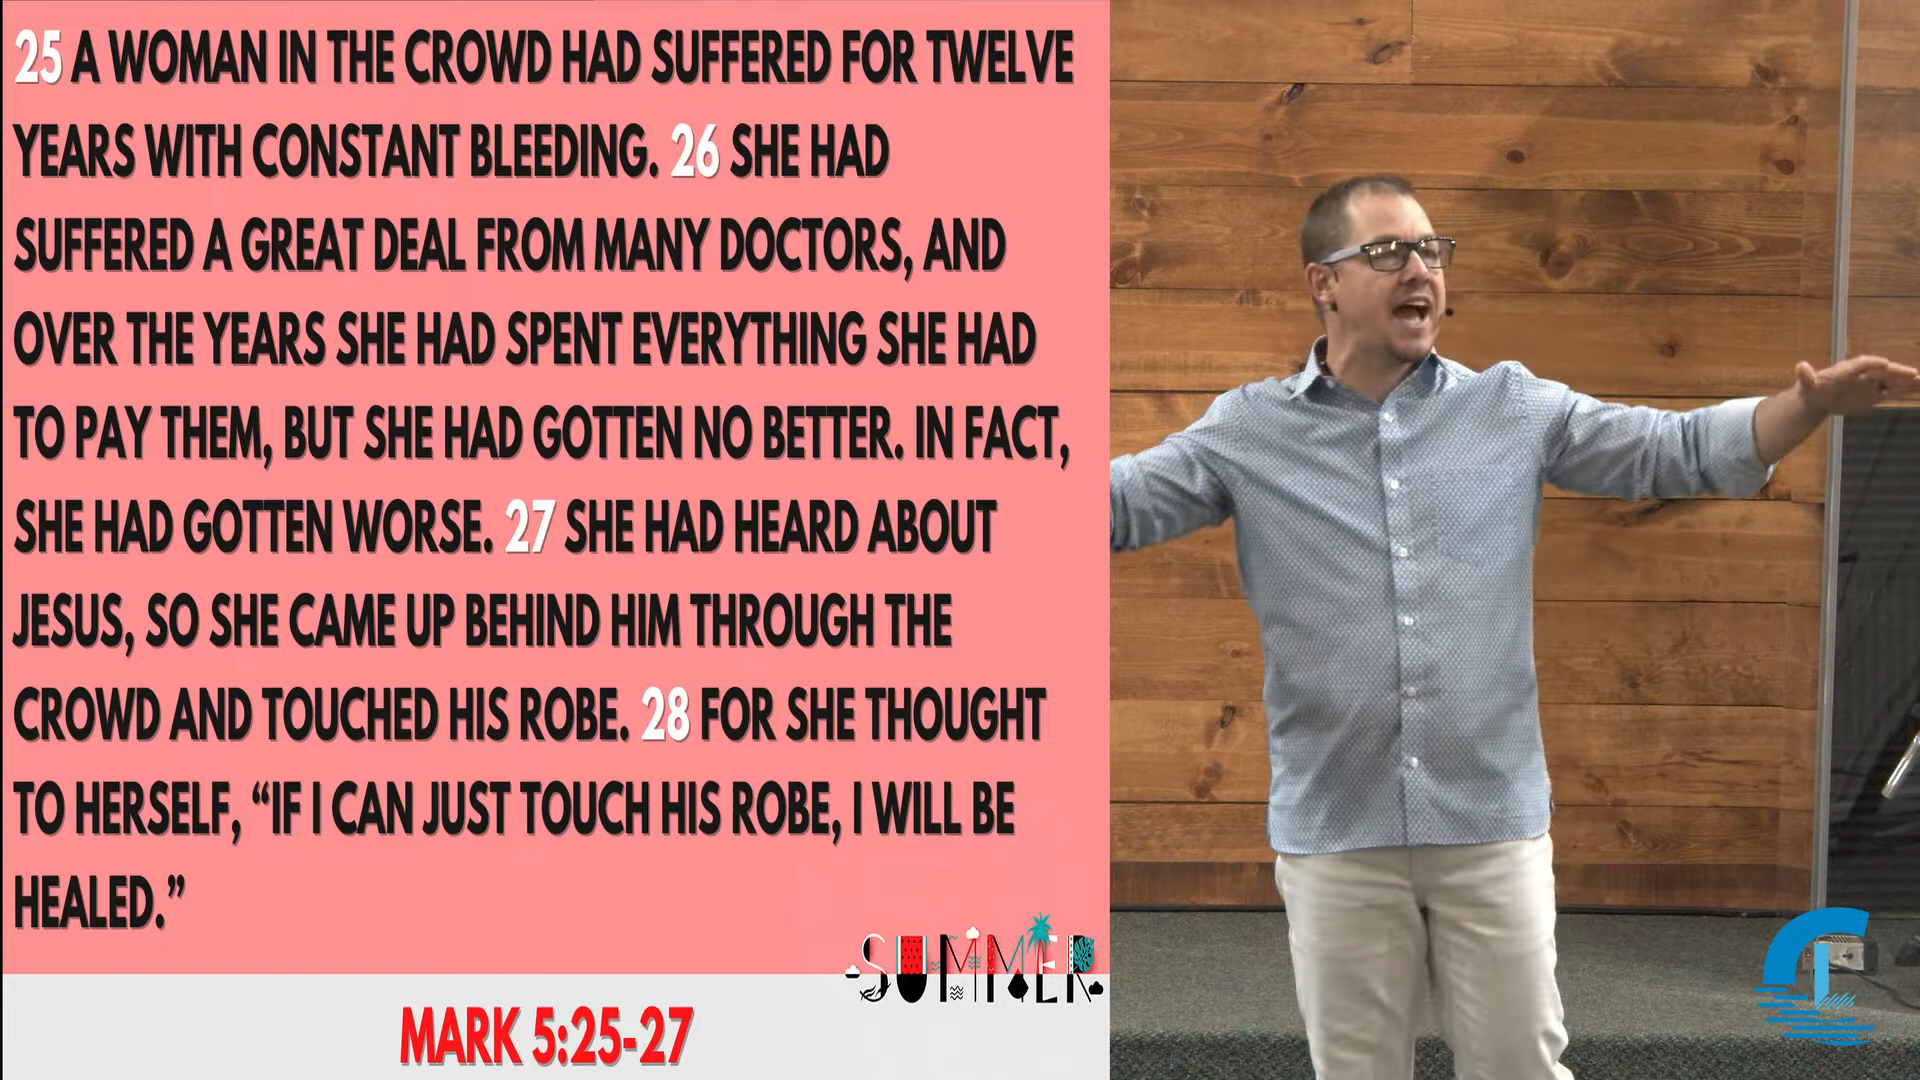 25 A WOMAN IN THE CROWD HAD SUFFERED FOR TWELVE
YEARS WITH CONSTANT BLEEDING. 26 SHE HAD
SUFFERED A GREAT DEAL FROM MANY DOCTORS, AND
OVER THE YEARS SHE HAD SPENT EVERYTHING SHE HAD
TO PAY THEM, BUT SHE HAD GOTTEN NO BETTER. IN FACT,
SHE HAD GOTTEN WORSE. 27 SHE HAD HEARD ABOUT
JESUS, SO SHE CAME UP BEHIND HIM THROUGH THE
CROWD AND TOUCHED HIS ROBE. 28 FOR SHE THOUGHT
TO HERSELF, “IF I CAN JUST TOUCH HIS ROBE, I WILL BE
HEALED.”
SUMMER
MARK 5:25-27